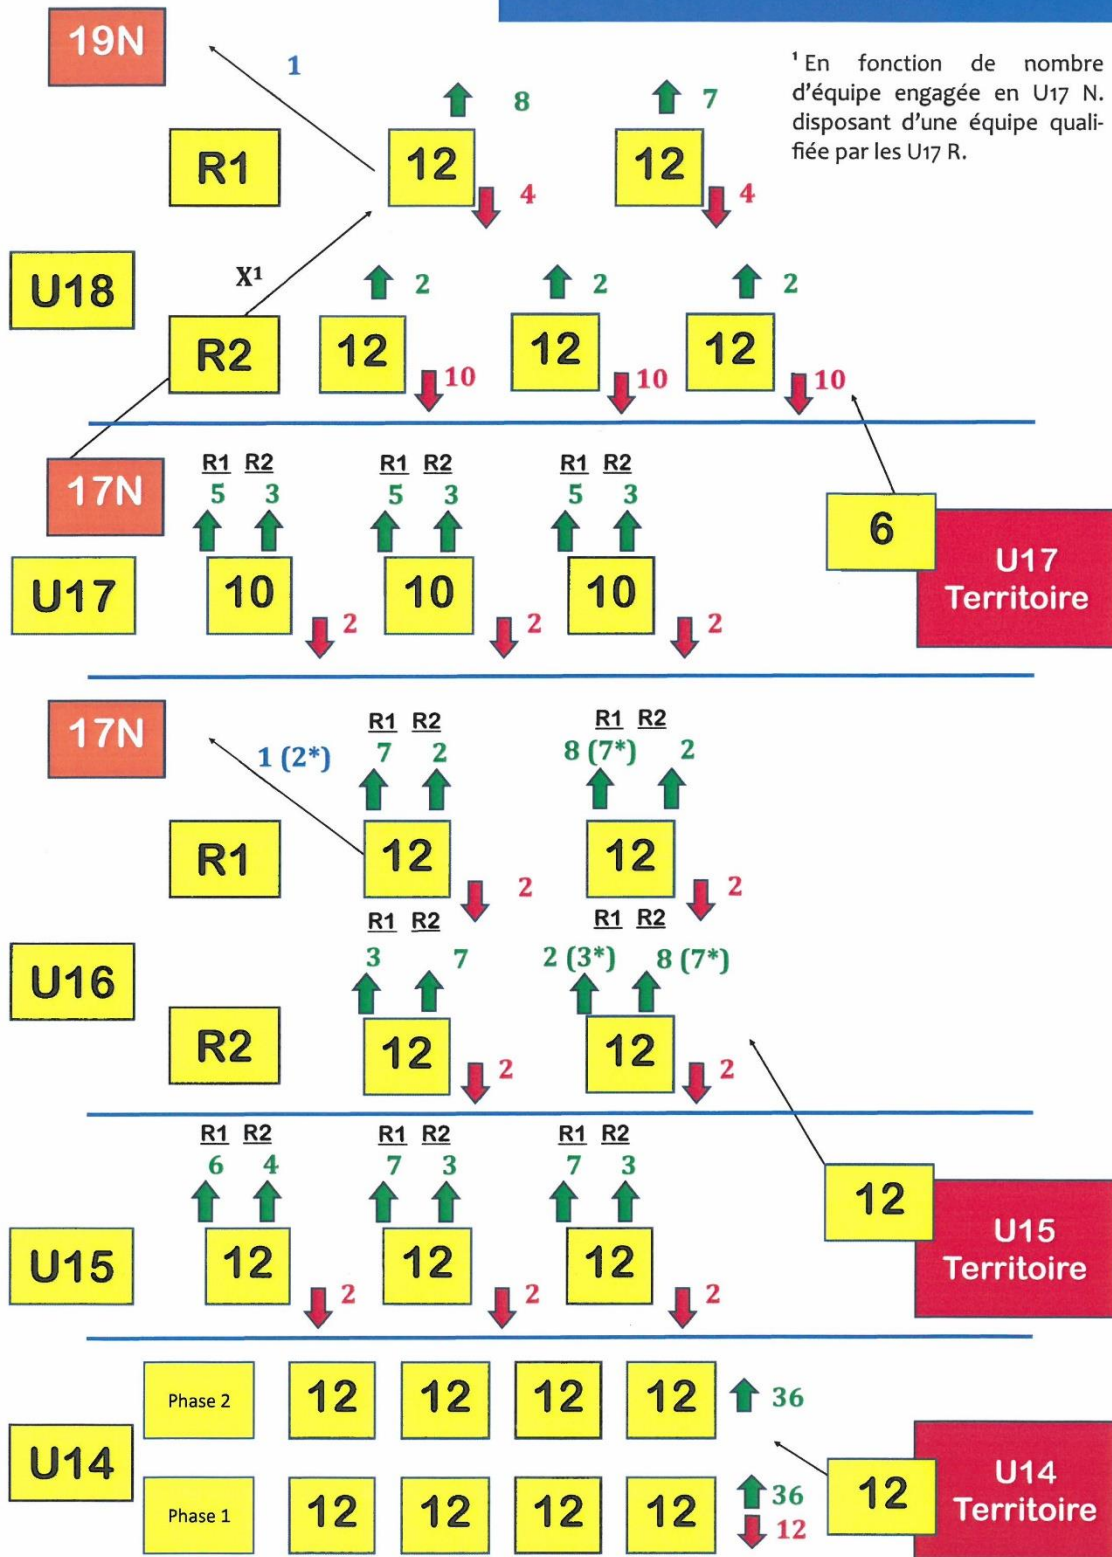 19N
1
8
7
¹ En fonction de nombre
d'équipe engagée en U17 N.
disposant d'une équipe quali-
fiée par les U17 R.
R1
12
12
4
4
U18
X¹
2
2
2
R2
12
12
12
10
10
10
17N
R1 R2
R1 R2
R1 R2
5 3
5 3
5 3
6
U17
Territoire
U17
10
10
10
2
2
2
17N
1 (2*)
R1 R2
R1 R2
7 2
8 (7*) 2
R1
12
12
2
2
R1 R2
R1 R2
U16
3 7
2 (3*) 8 (7*)
R2
12
12
2
2
R1 R2
R1 R2
R1 R2
6 4
7 3
7 3
12
U15
Territoire
U15
12
12
12
2
2
2
U14
Phase 2
12
12
12
12
36
Phase 1
12
12
12
12
36
12
12
U14
Territoire